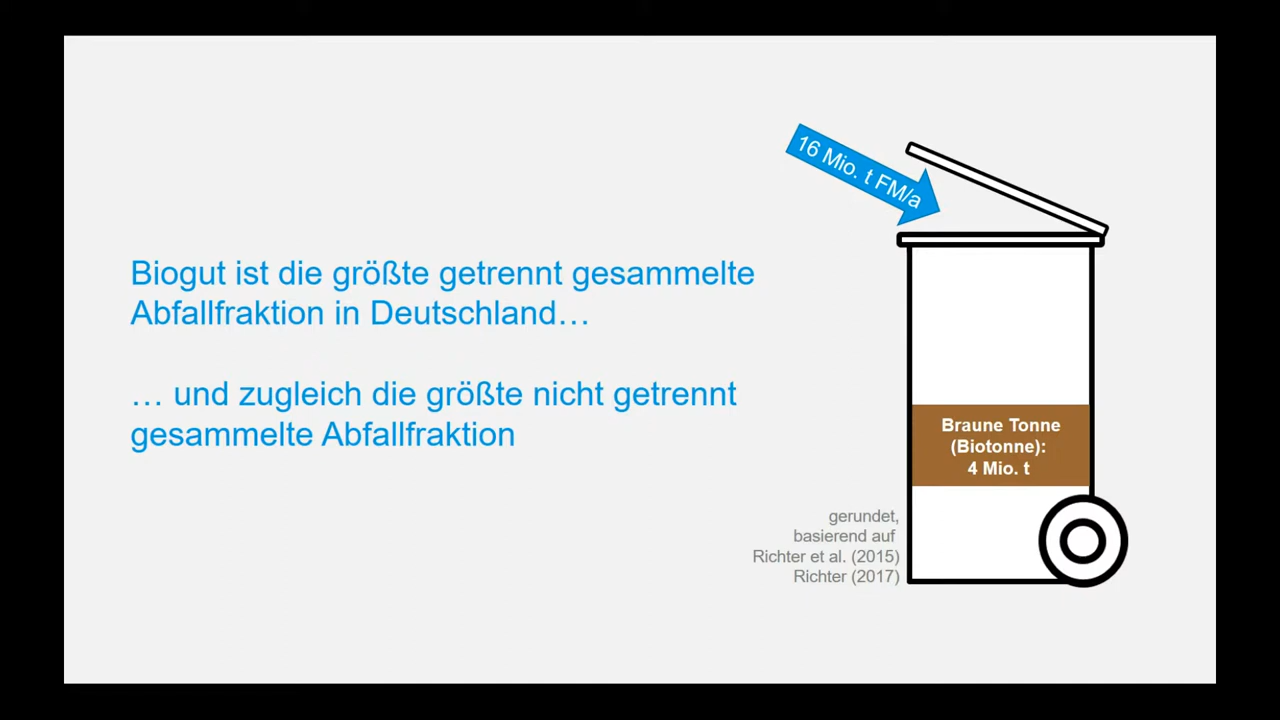 16 Mio. t FM/a
Biogut ist die größte getrennt gesammelte
Abfallfraktion in Deutschland…
… und zugleich die größte nicht getrennt
gesammelte Abfallfraktion
Braune Tonne
(Biotonne):
4 Mio. t
gerundet,
basierend auf
Richter et al. (2015)
Richter (2017)